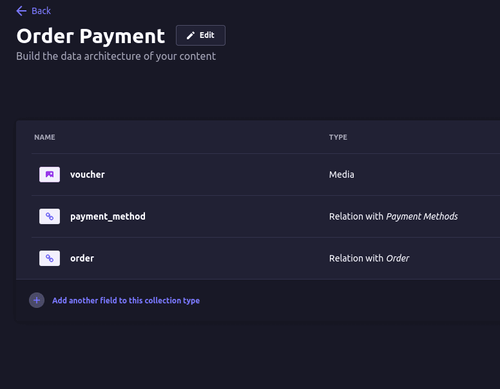 Back
Order Payment
Edit
Build the data architecture of your content
NAME TYPE
voucher Media
payment_method Relation with Payment Methods
order Relation with Order
Add another field to this collection type